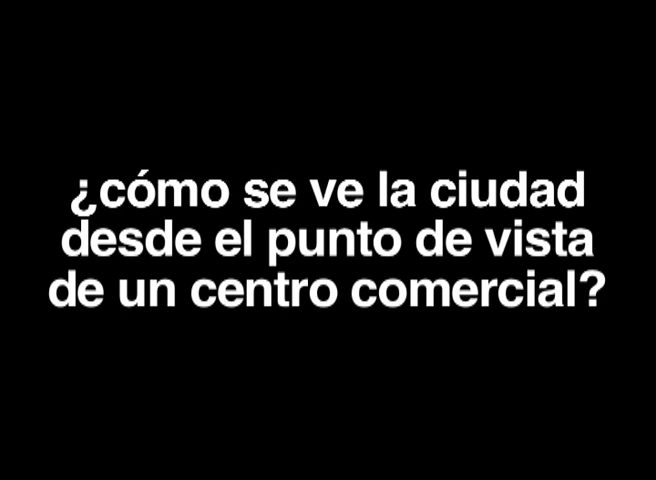 ¿cómo se ve la ciudad
desde el punto de vista
de un centro comercial?